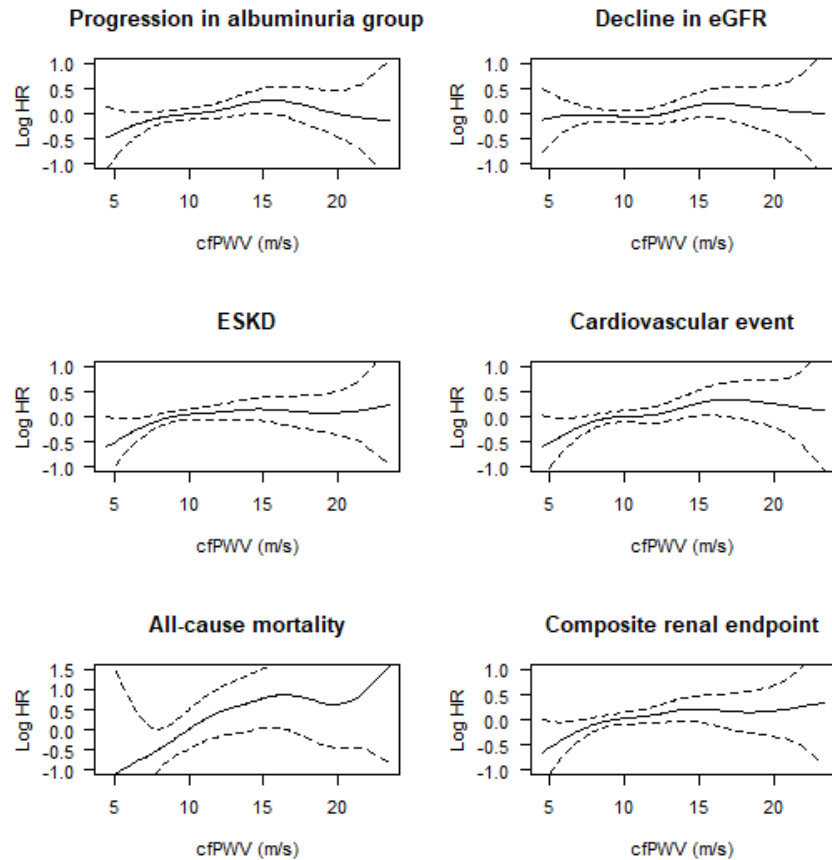 Progression in albuminuria group
Log HR
1.0
0.5
0.0
-0.5
-1.0
5 10 15 20
cfPWV (m/s)
Decline in eGFR
Log HR
1.0
0.5
0.0
-0.5
-1.0
5 10 15 20
cfPWV (m/s)
ESKD
Log HR
1.0
0.5
0.0
-0.5
-1.0
5 10 15 20
cfPWV (m/s)
Cardiovascular event
Log HR
1.0
0.5
0.0
-0.5
-1.0
5 10 15 20
cfPWV (m/s)
All-cause mortality
Log HR
1.5
1.0
0.5
0.0
-0.5
-1.0
5 10 15 20
cfPWV (m/s)
Composite renal endpoint
Log HR
1.0
0.5
0.0
-0.5
-1.0
5 10 15 20
cfPWV (m/s)